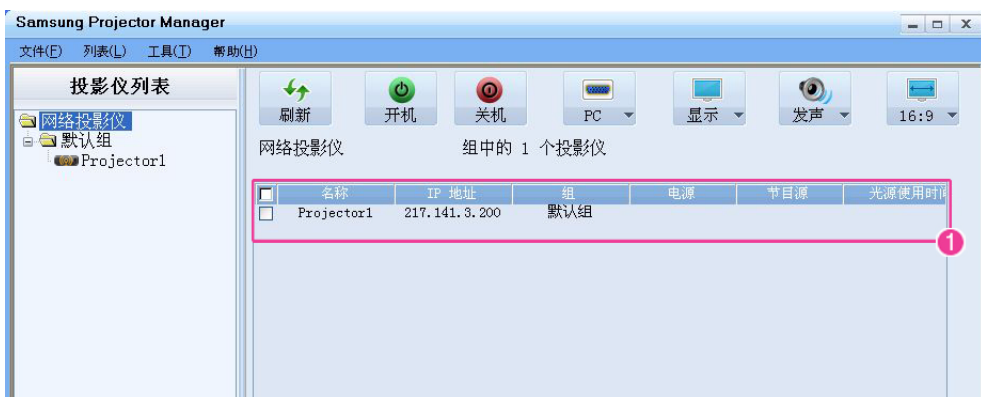 Samsung Projector Manager
文件(F) 列表(L) 工具(T) 帮助(H)
投影仪列表
网络投影仪
默认组
Projector1
刷新 开机 关机 PC 显示 发声 16:9
网络投影仪 组中的 1 个投影仪
名称 IP 地址 组 电源 节目源 光源使用时间
Projector1 217.141.3.200 默认组
1